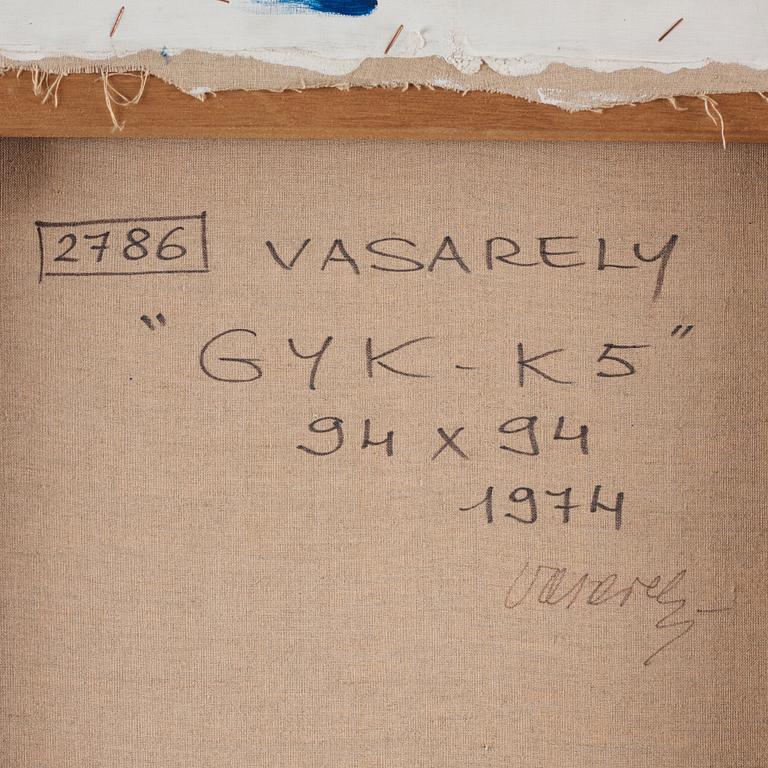 2786 VASARELY
"GYK-K5"
94 x 94
1974
Vasarely